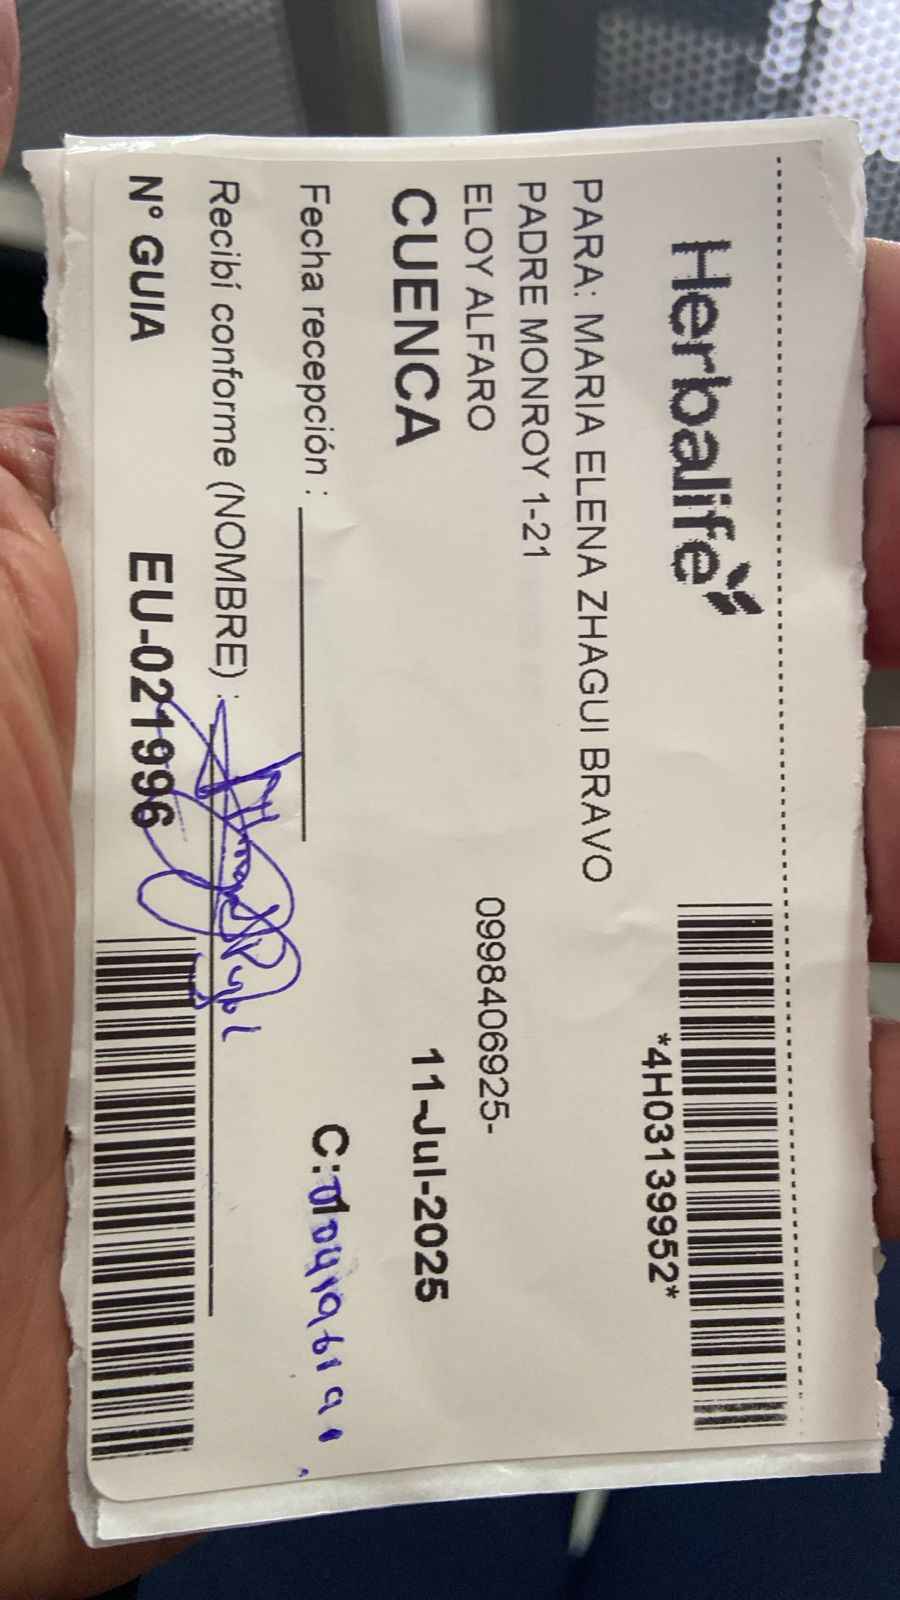 Herbalife
*4H03139952*
PARA: MARIA ELENA ZHAGUI BRAVO
PADRE MONROY 1-21
ELOY ALFARO
0998406925-
CUENCA
11-Jul-2025
Fecha recepción :
C:
Recibí conforme (NOMBRE) :
N° GUIA
EU-021996